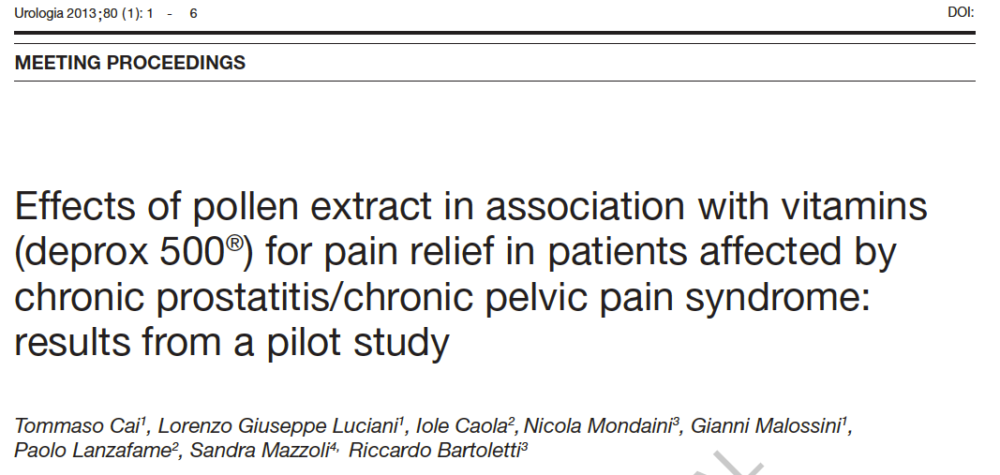 Urologia 2013;80 (1): 1 - 6
DOI:
MEETING PROCEEDINGS
Effects of pollen extract in association with vitamins
(deprox 500®) for pain relief in patients affected by
chronic prostatitis/chronic pelvic pain syndrome:
results from a pilot study
Tommaso Cai¹, Lorenzo Giuseppe Luciani¹, Iole Caola², Nicola Mondaini³, Gianni Malossini¹,
Paolo Lanzafame², Sandra Mazzoli⁴, Riccardo Bartoletti³